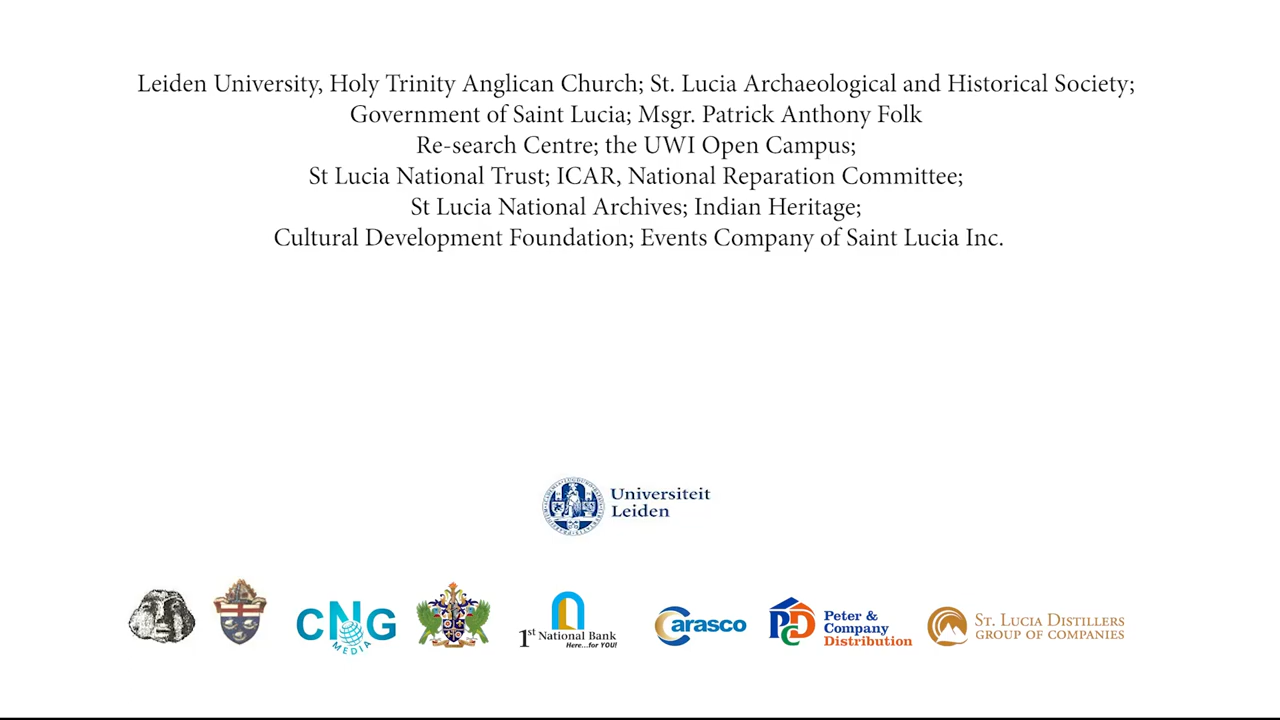 Leiden University, Holy Trinity Anglican Church; St. Lucia Archaeological and Historical Society;
Government of Saint Lucia; Msgr. Patrick Anthony Folk
Re-search Centre; the UWI Open Campus;
St Lucia National Trust; ICAR, National Reparation Committee;
St Lucia National Archives; Indian Heritage;
Cultural Development Foundation; Events Company of Saint Lucia Inc.
Universiteit
Leiden
CNG
MEDIA
1st National Bank
Here...for YOU!
Carasco
PCD
Peter &
Company
Distribution
St. Lucia Distillers
GROUP OF COMPANIES